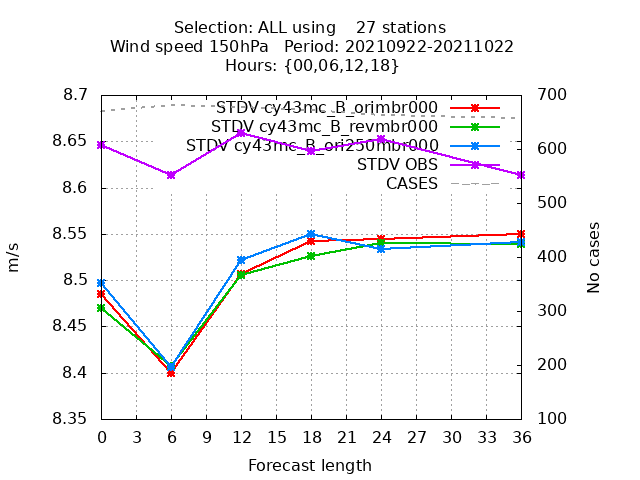 Selection: ALL using 27 stations
Wind speed 150hPa Period: 20210922-20211022
Hours: {00,06,12,18}
8.7
8.65
8.6
8.55
8.5
8.45
8.4
8.35
m/s
STDV cy43mc_B_orimbr000
STDV cy43mc_B_revmbr000
STDV cy43mc_B_ori250mbr000
STDV OBS
CASES
700
600
500
400
300
200
100
No cases
0 3 6 9 12 15 18 21 24 27 30 33 36
Forecast length